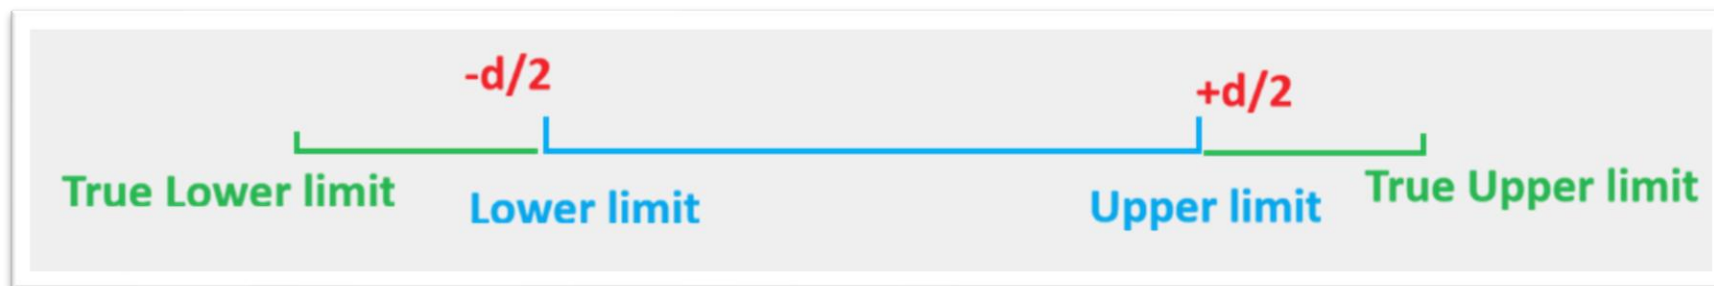 -d/2
+d/2
True Lower limit
Lower limit
Upper limit
True Upper limit